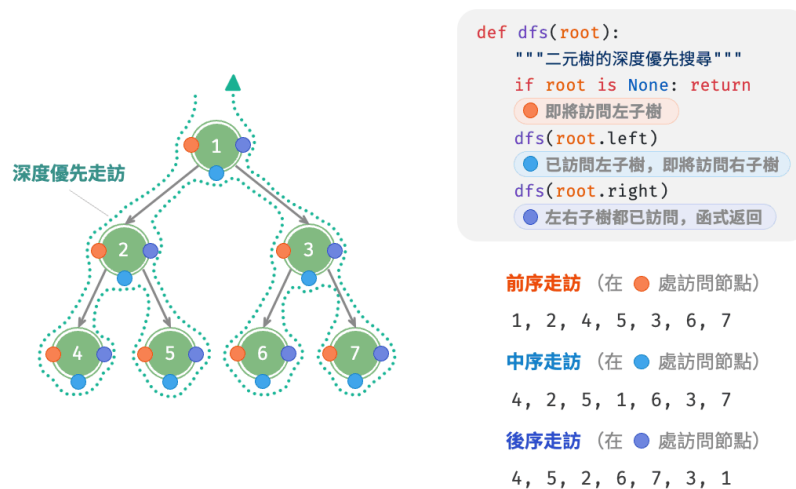 深度優先走訪
1
2
3
4
5
6
7
def dfs(root):
"""二元樹的深度優先搜尋"""
if root is None: return
即將訪問左子樹
dfs(root.left)
已訪問左子樹，即將訪問右子樹
dfs(root.right)
左右子樹都已訪問，函式返回
前序走訪 （在 處訪問節點）
1, 2, 4, 5, 3, 6, 7
中序走訪 （在 處訪問節點）
4, 2, 5, 1, 6, 3, 7
後序走訪 （在 處訪問節點）
4, 5, 2, 6, 7, 3, 1